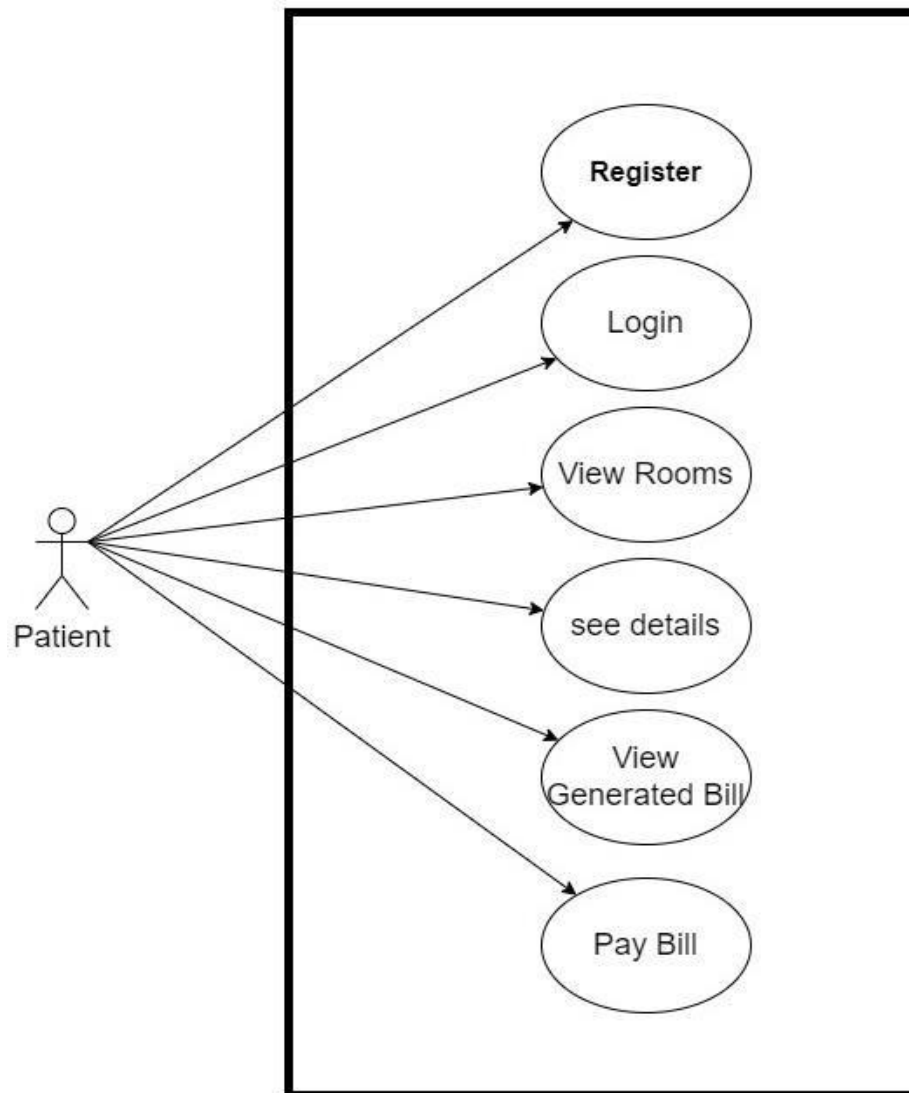 Register
Login
View Rooms
Patient
see details
View
Generated Bill
Pay Bill